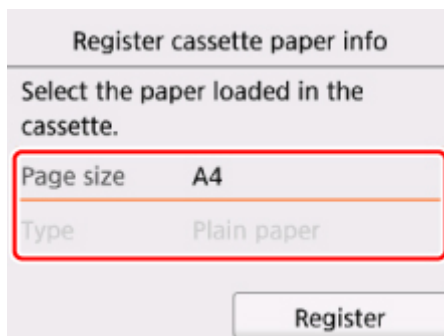 Register cassette paper info
Select the paper loaded in the
cassette.
Page size A4
Type Plain paper
Register